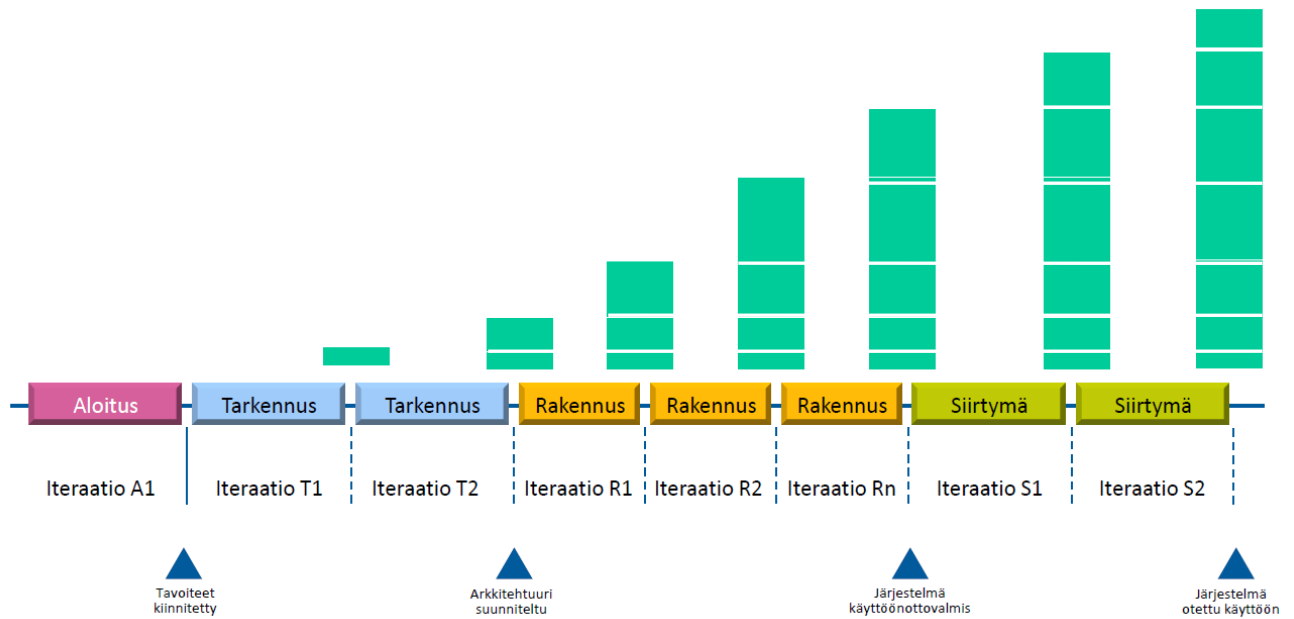 Aloitus
Tarkennus
Tarkennus
Rakennus
Rakennus
Rakennus
Siirtymä
Siirtymä
Iteraatio A1
Iteraatio T1
Iteraatio T2
Iteraatio R1
Iteraatio R2
Iteraatio Rn
Iteraatio S1
Iteraatio S2
Tavoiteet
kiinnitetty
Arkkitehtuuri
suunniteltu
Järjestelmä
käyttöönottovalmis
Järjestelmä
otettu käyttöön